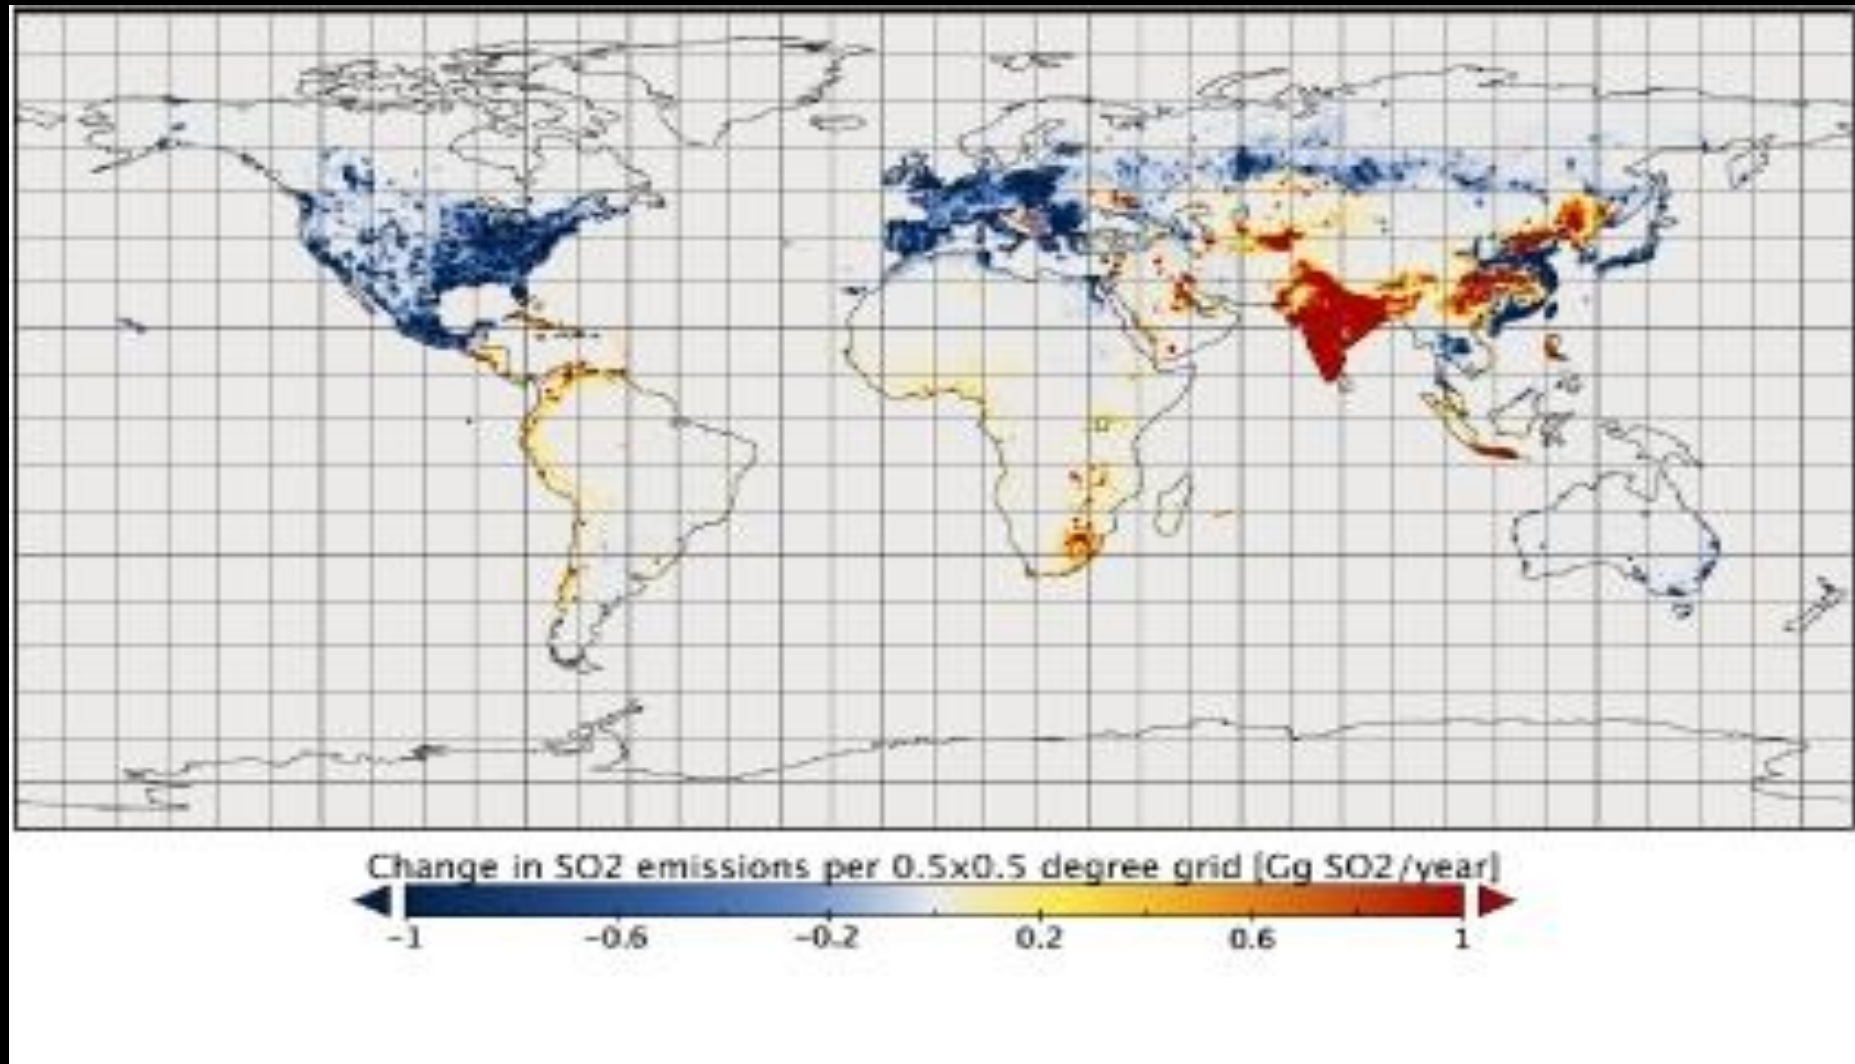 Change in SO2 emissions per 0.5x0.5 degree grid [Gg SO2/year]
-1 -0.6 -0.2 0.2 0.6 1